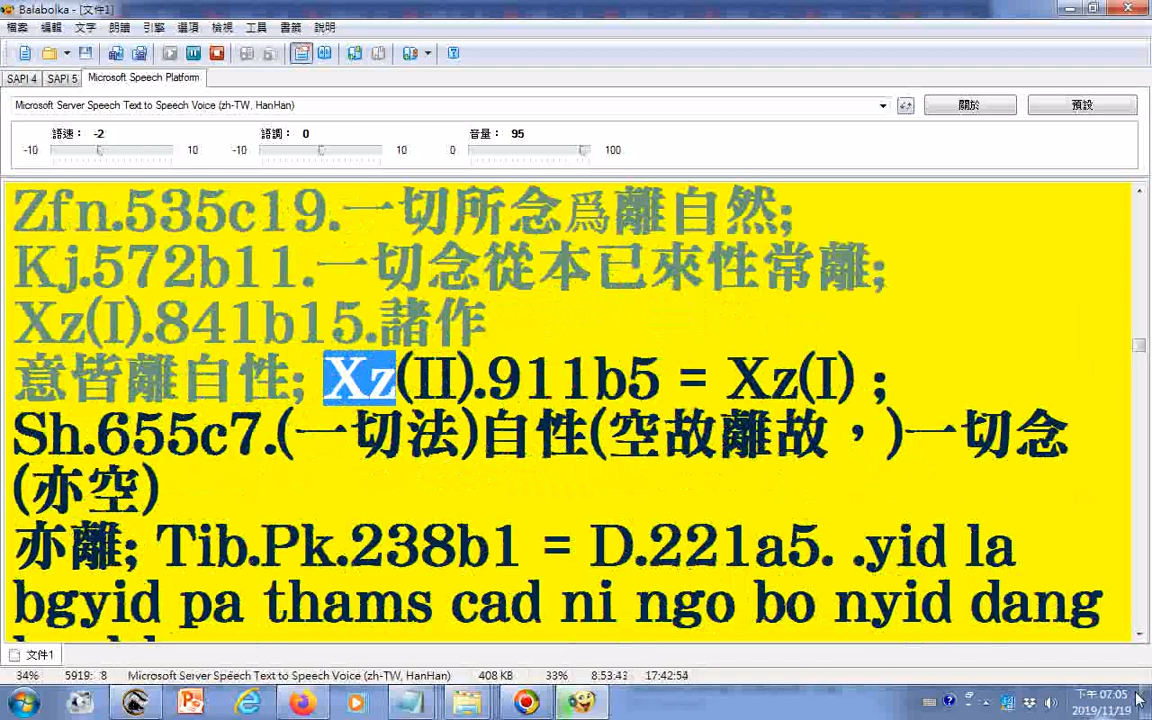 Balabolka - [文件1]
檔案 編輯 文字 朗讀 引擎 選項 檢視 工具 書籤 說明
SAPI 4 SAPI 5 Microsoft Speech Platform
Microsoft Server Speech Text to Speech Voice (zh-TW, HanHan) 關於 預設
語速： -2 語調： 0 音量： 95
-10 10 -10 10 0 100
Zfn.535c19.一切所念爲離自然;
Kj.572b11.一切念從本已來性常離;
Xz(I).841b15.諸作
意皆離自性; Xz(II).911b5 = Xz(I) ;
Sh.655c7.(一切法)自性(空故離故，)一切念
(亦空)
亦離; Tib.Pk.238b1 = D.221a5. .yid la
bgyid pa thams cad ni ngo bo nyid dang
文件1
34% 5919: 8 Microsoft Server Speech Text to Speech Voice (zh-TW, HanHan) 408 KB 33% 8:53:43 17:42:54
下午 07:05
2019/11/19